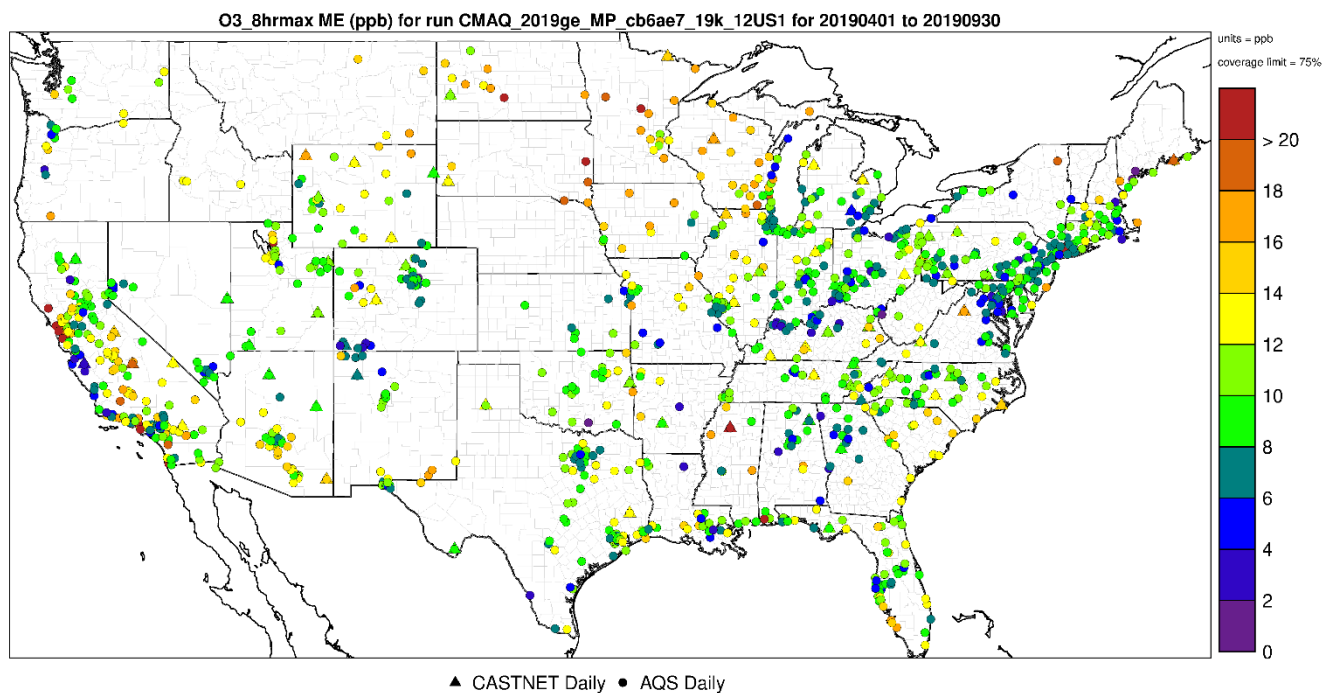 O3_8hrmax ME (ppb) for run CMAQ_2019ge_MP_cb6ae7_19k_12US1 for 20190401 to 20190930
units = ppb
coverage limit = 75%
> 20
18
16
14
12
10
8
6
4
2
0
CASTNET Daily AQS Daily